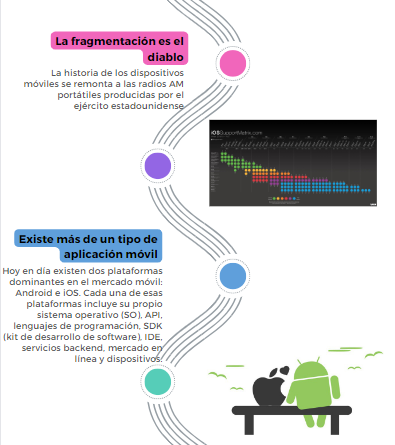 La fragmentación es el
diablo
La historia de los dispositivos
móviles se remonta a las radios AM
portátiles producidas por el
ejército estadounidense
iOSSupportMatrix.com
Existe más de un tipo de
aplicación móvil
Hoy en día existen dos plataformas
dominantes en el mercado móvil:
Android e iOS. Cada una de esas
plataformas incluye su propio
sistema operativo (SO), API,
lenguajes de programación, SDK
(kit de desarrollo de software), IDE,
servicios backend, mercado en
línea y dispositivos.